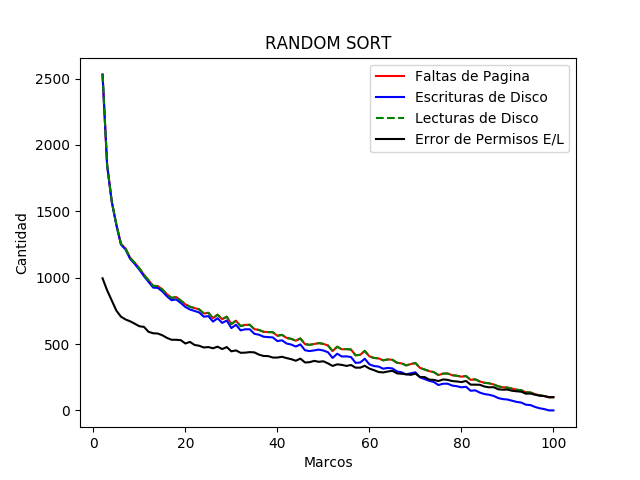 RANDOM SORT
Faltas de Pagina
Escrituras de Disco
Lecturas de Disco
Error de Permisos E/L
Cantidad
2500
2000
1500
1000
500
0
0 20 40 60 80 100
Marcos